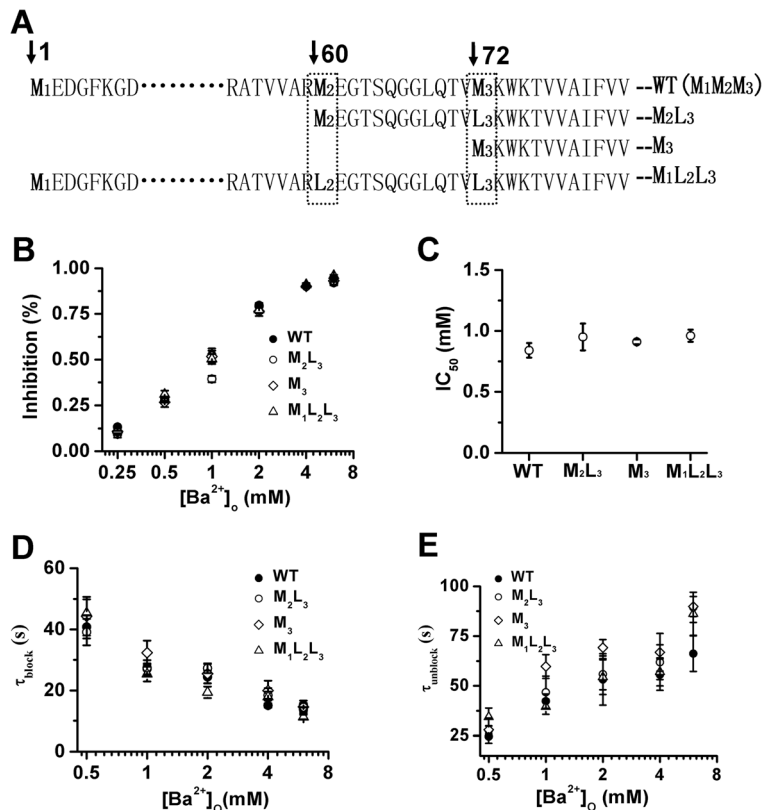 A
1 60 72
M1EDGFKGD·········RATVVARM2EGTSQGGLQTVM3KWKTVVAIFVV --WT(M1M2M3)
M2EGTSQGGLQTVL3KWKTVVAIFVV --M2L3
M3KWKTVVAIFVV --M3
M1EDGFKGD·········RATVVARL2EGTSQGGLQTVL3KWKTVVAIFVV --M1L2L3
B
Inhibition (%)
1.00
0.75
0.50
0.25
0.00
WT
M2L3
M3
M1L2L3
0.25 0.5 1 2 4 8
[Ba2+]o (mM)
C
IC50 (mM)
1.5
1.0
0.5
0.0
WT M2L3 M3 M1L2L3
D
τblock (s)
60
40
20
0
WT
M2L3
M3
M1L2L3
0.5 1 2 4 8
[Ba2+]o(mM)
E
τunblock (s)
100
75
50
25
WT
M2L3
M3
M1L2L3
0.5 1 2 4 8
[Ba2+]o (mM)